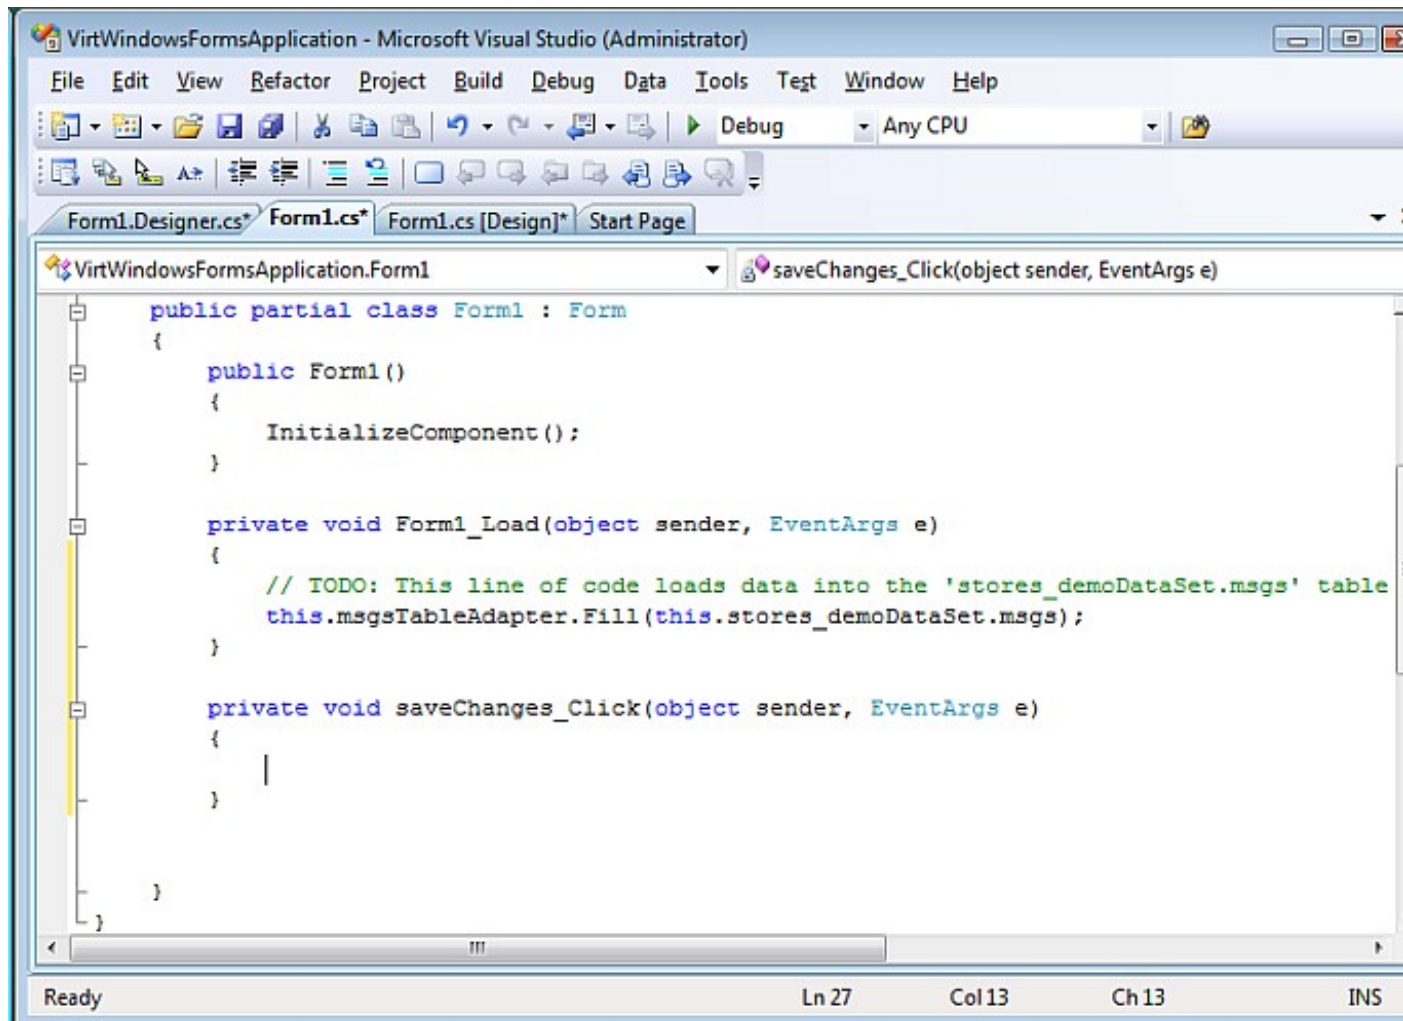 VirtWindowsFormsApplication - Microsoft Visual Studio (Administrator)
File Edit View Refactor Project Build Debug Data Tools Test Window Help
Debug Any CPU
Form1.Designer.cs* Form1.cs* Form1.cs [Design]* Start Page
VirtWindowsFormsApplication.Form1 saveChanges_Click(object sender, EventArgs e)
public partial class Form1 : Form
{
public Form1()
{
InitializeComponent();
}
private void Form1_Load(object sender, EventArgs e)
{
// TODO: This line of code loads data into the 'stores_demoDataSet.msgs' table
this.msgsTableAdapter.Fill(this.stores_demoDataSet.msgs);
}
private void saveChanges_Click(object sender, EventArgs e)
{
}
}
}
Ready Ln 27 Col 13 Ch 13 INS